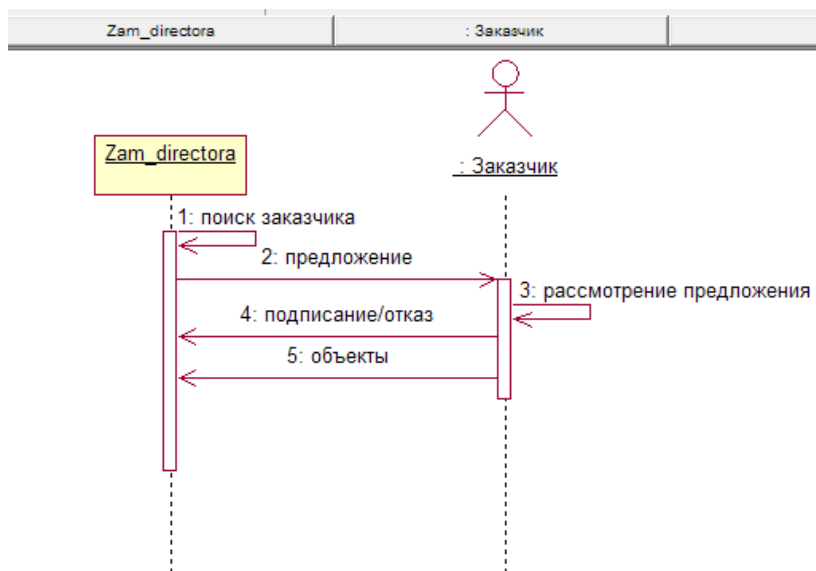 Zam_directora
: Заказчик
Zam_directora
: Заказчик
1: поиск заказчика
2: предложение
3: рассмотрение предложения
4: подписание/отказ
5: объекты